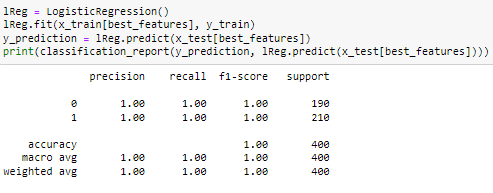 lReg = LogisticRegression()
lReg.fit(x_train[best_features], y_train)
y_prediction = lReg.predict(x_test[best_features])
print(classification_report(y_prediction, lReg.predict(x_test[best_features])))
precision recall f1-score support
0 1.00 1.00 1.00 190
1 1.00 1.00 1.00 210
accuracy 1.00 400
macro avg 1.00 1.00 1.00 400
weighted avg 1.00 1.00 1.00 400